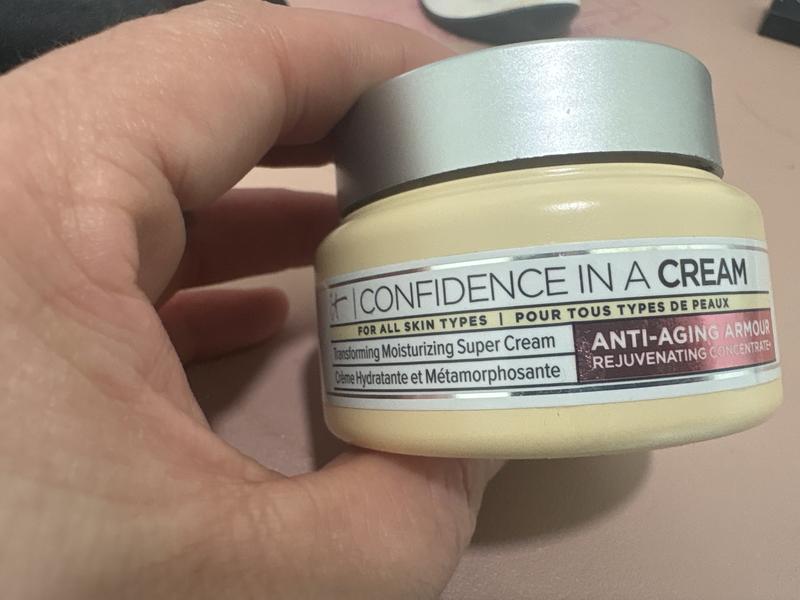 it | CONFIDENCE IN A CREAM
FOR ALL SKIN TYPES | POUR TOUS TYPES DE PEAUX
Transforming Moisturizing Super Cream
Crème Hydratante et Métamorphosante
ANTI-AGING ARMOUR
REJUVENATING CONCENTRATE